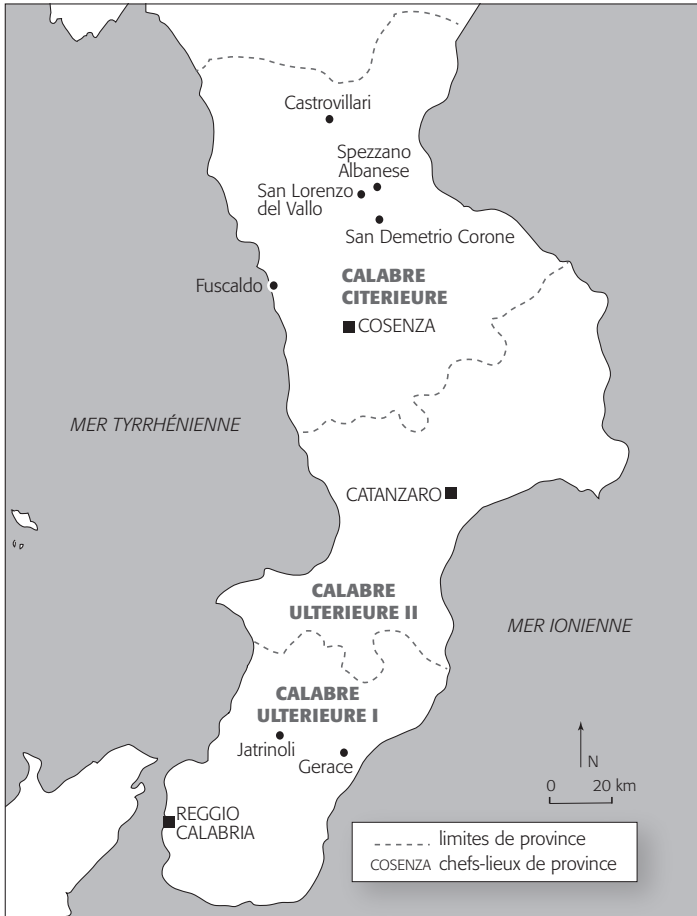 Castrovillari
Spezzano
Albanese
San Lorenzo
del Vallo
San Demetrio Corone
CALABRE
CITERIEURE
Fuscaldo
COSENZA
MER TYRRHÉNIENNE
CATANZARO
CALABRE
ULTERIEURE II
MER IONIENNE
CALABRE
ULTERIEURE I
Jatrinoli
Gerace
N
0 20 km
REGGIO
CALABRIA
limites de province
COSENZA chefs-lieux de province